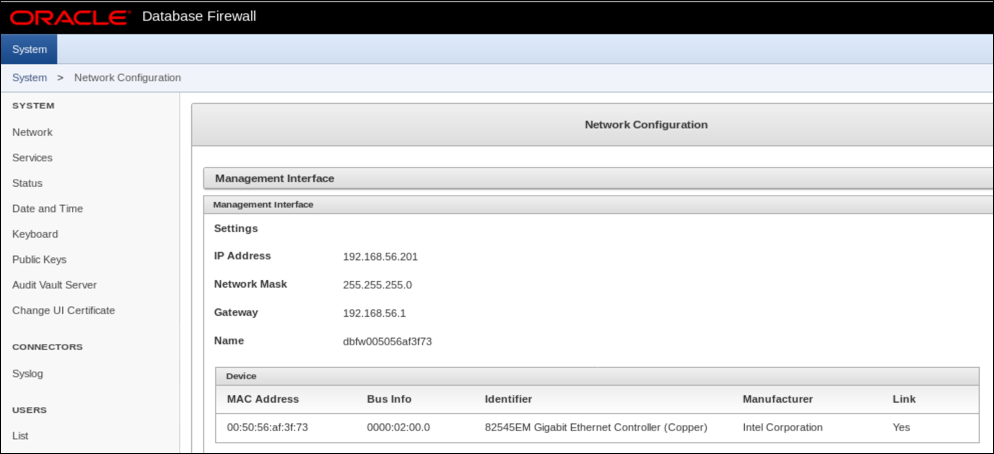 ORACLE Database Firewall
System
System > Network Configuration
SYSTEM
Network
Services
Status
Date and Time
Keyboard
Public Keys
Audit Vault Server
Change UI Certificate
CONNECTORS
Syslog
USERS
List
Network Configuration
Management Interface
Management Interface
Settings
IP Address 192.168.56.201
Network Mask 255.255.255.0
Gateway 192.168.56.1
Name dbfw005056af3f73
Device
MAC Address Bus Info Identifier Manufacturer Link
00:50:56:af:3f:73 0000:02:00.0 82545EM Gigabit Ethernet Controller (Copper) Intel Corporation Yes